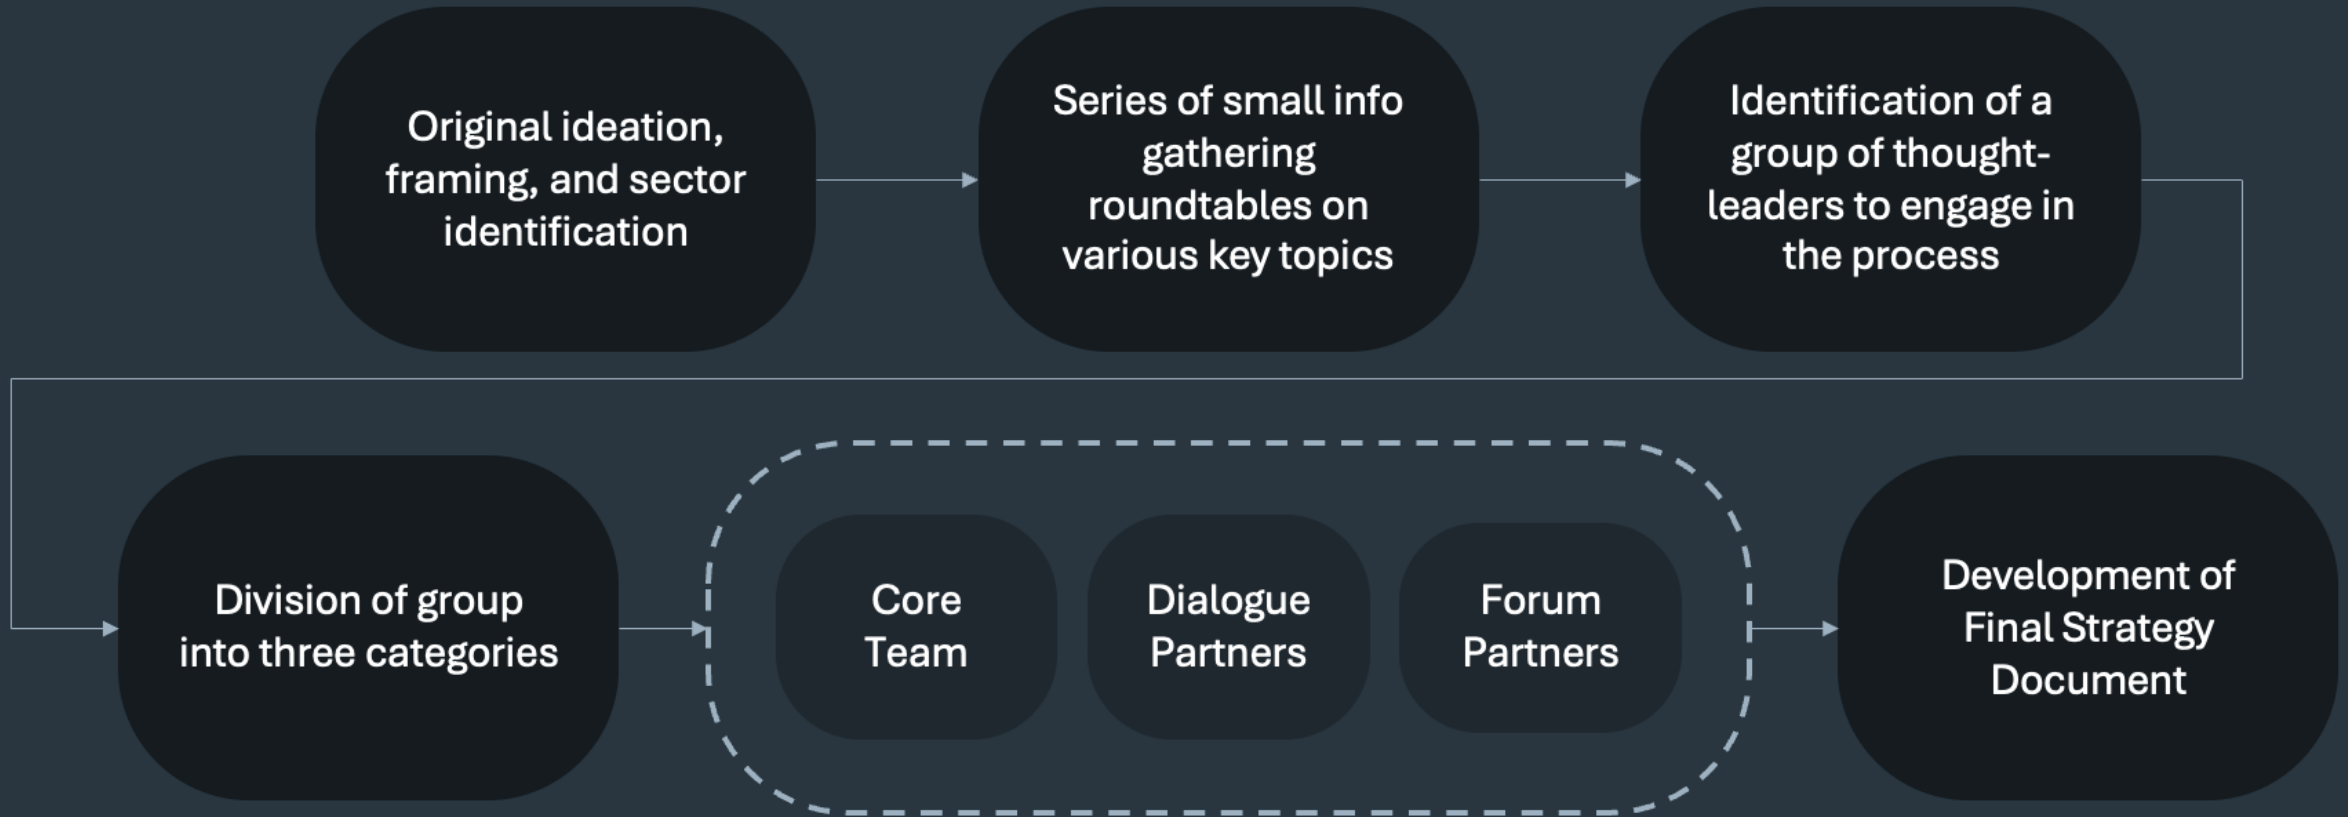 Original ideation,
framing, and sector
identification
Series of small info
gathering
roundtables on
various key topics
Identification of a
group of thought-
leaders to engage in
the process
Division of group
into three categories
Core
Team
Dialogue
Partners
Forum
Partners
Development of
Final Strategy
Document